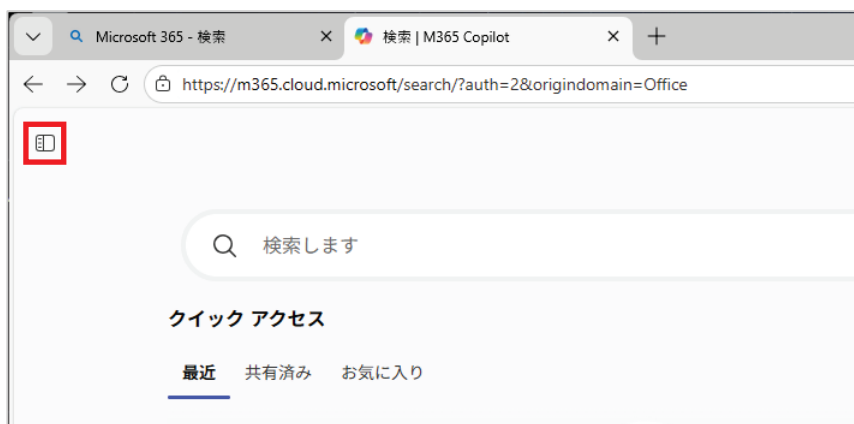 Microsoft 365 - 検索
検索 | M365 Copilot
https://m365.cloud.microsoft/search/?auth=2&origindomain=Office
検索します
クイック アクセス
最近 共有済み お気に入り